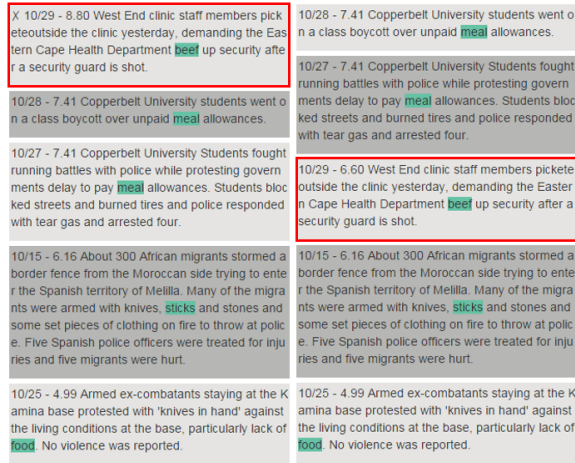 X 10/29 - 8.80 West End clinic staff members pick
eteoutside the clinic yesterday, demanding the Eas
tern Cape Health Department beef up security afte
r a security guard is shot.
10/28 - 7.41 Copperbelt University students went o
n a class boycott over unpaid meal allowances.
10/27 - 7.41 Copperbelt University Students fought
running battles with police while protesting govern
ments delay to pay meal allowances. Students bloc
ked streets and burned tires and police responded
with tear gas and arrested four.
10/15 - 6.16 About 300 African migrants stormed a
border fence from the Moroccan side trying to ente
r the Spanish territory of Melilla. Many of the migra
nts were armed with knives, sticks and stones and
some set pieces of clothing on fire to throw at polic
e. Five Spanish police officers were treated for inju
ries and five migrants were hurt.
10/25 - 4.99 Armed ex-combatants staying at the K
amina base protested with 'knives in hand' against
the living conditions at the base, particularly lack of
food. No violence was reported.
10/28 - 7.41 Copperbelt University students went o
n a class boycott over unpaid meal allowances.
10/27 - 7.41 Copperbelt University Students fought
running battles with police while protesting govern
ments delay to pay meal allowances. Students bloc
ked streets and burned tires and police responded
with tear gas and arrested four.
10/29 - 6.60 West End clinic staff members pickete
outside the clinic yesterday, demanding the Easter
n Cape Health Department beef up security after a
security guard is shot.
10/15 - 6.16 About 300 African migrants stormed a
border fence from the Moroccan side trying to ente
r the Spanish territory of Melilla. Many of the migra
nts were armed with knives, sticks and stones and
some set pieces of clothing on fire to throw at polic
e. Five Spanish police officers were treated for inju
ries and five migrants were hurt.
10/25 - 4.99 Armed ex-combatants staying at the K
amina base protested with 'knives in hand' against
the living conditions at the base, particularly lack of
food. No violence was reported.